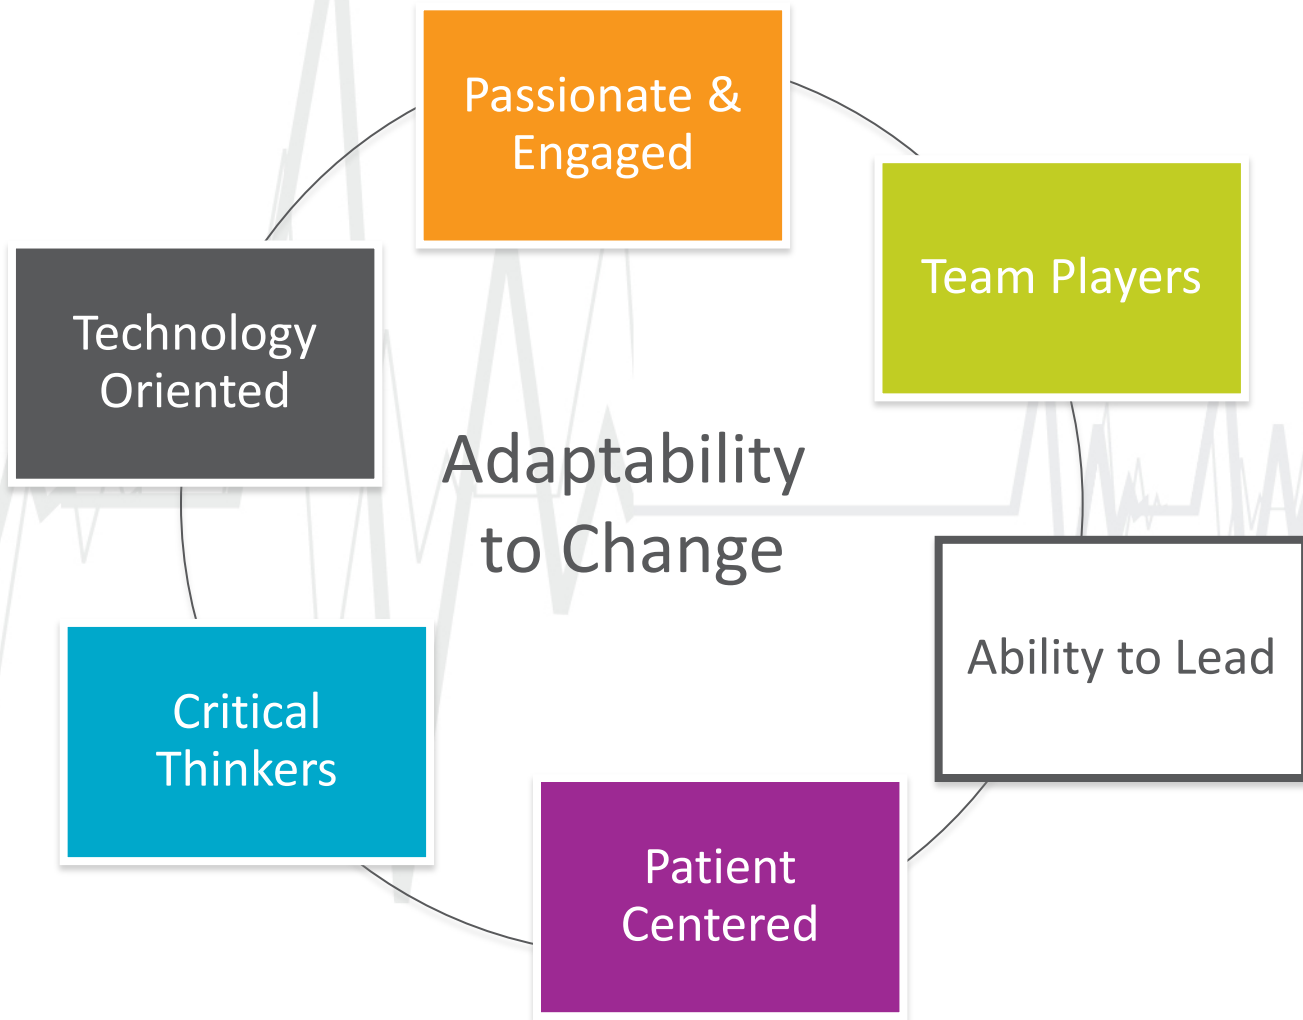 Passionate &
Engaged
Team Players
Technology
Oriented
Adaptability
to Change
Ability to Lead
Critical
Thinkers
Patient
Centered